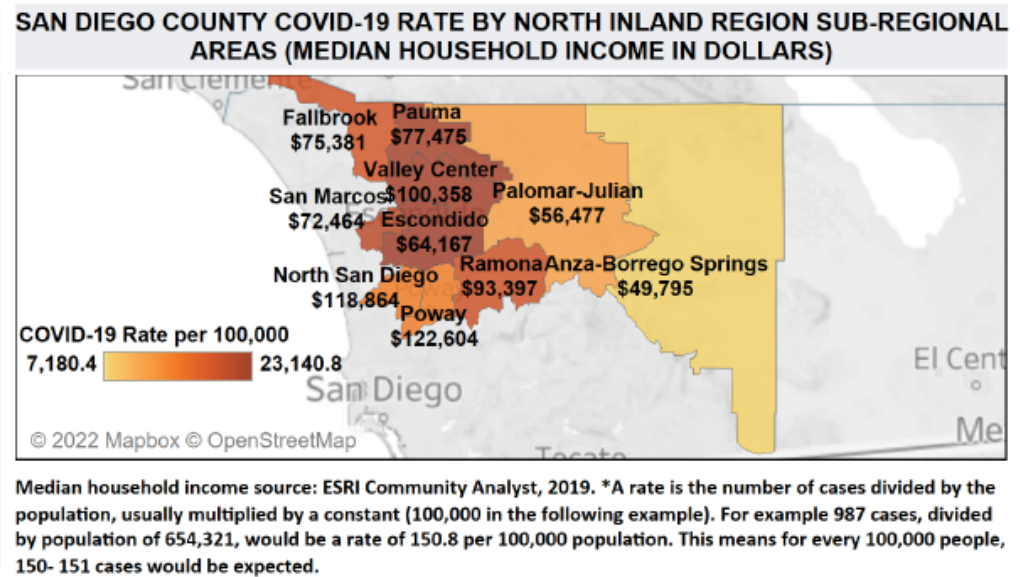 SAN DIEGO COUNTY COVID-19 RATE BY NORTH INLAND REGION SUB-REGIONAL
AREAS (MEDIAN HOUSEHOLD INCOME IN DOLLARS)
San Clemente
Fallbrook
$75,381
Pauma
$77,475
Valley Center
$100,358
San Marcos
$72,464
Escondido
$64,167
Palomar-Julian
$56,477
North San Diego
$118,864
Ramona
$93,397
Anza-Borrego Springs
$49,795
Poway
$122,604
COVID-19 Rate per 100,000
7,180.4
23,140.8
San Diego
El Cent
Me
Tecate
© 2022 Mapbox © OpenStreetMap
Median household income source: ESRI Community Analyst, 2019. *A rate is the number of cases divided by the
population, usually multiplied by a constant (100,000 in the following example). For example 987 cases, divided
by population of 654,321, would be a rate of 150.8 per 100,000 population. This means for every 100,000 people,
150- 151 cases would be expected.